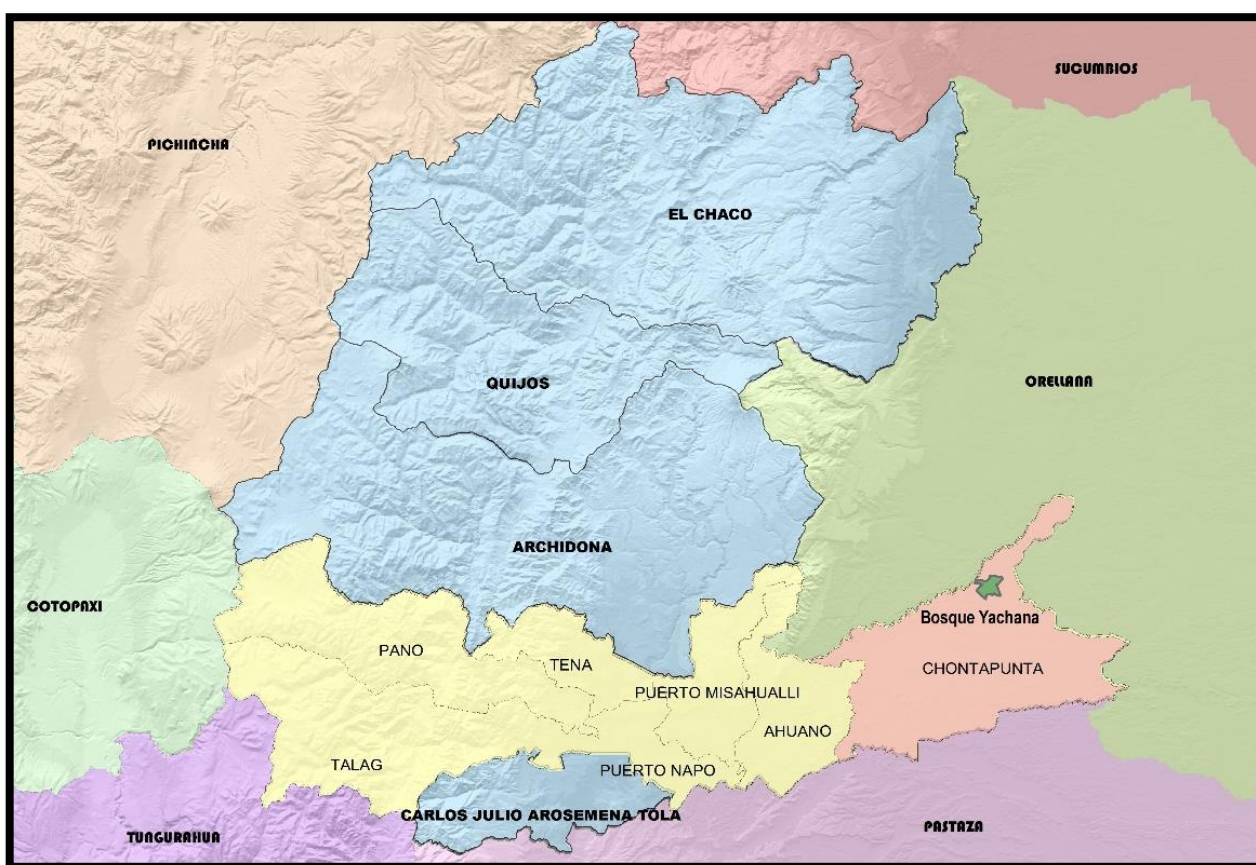 SUCUMBIOS
PICHINCHA
EL CHACO
QUIJOS
ORELLANA
ARCHIDONA
COTOPAXI
Bosque Yachana
PANO
TENA
CHONTAPUNTA
PUERTO MISAHUALLI
AHUANO
TALAG
PUERTO NAPO
CARLOS JULIO AROSEMENA TOLA
TUNGURAHUA
PASTAZA